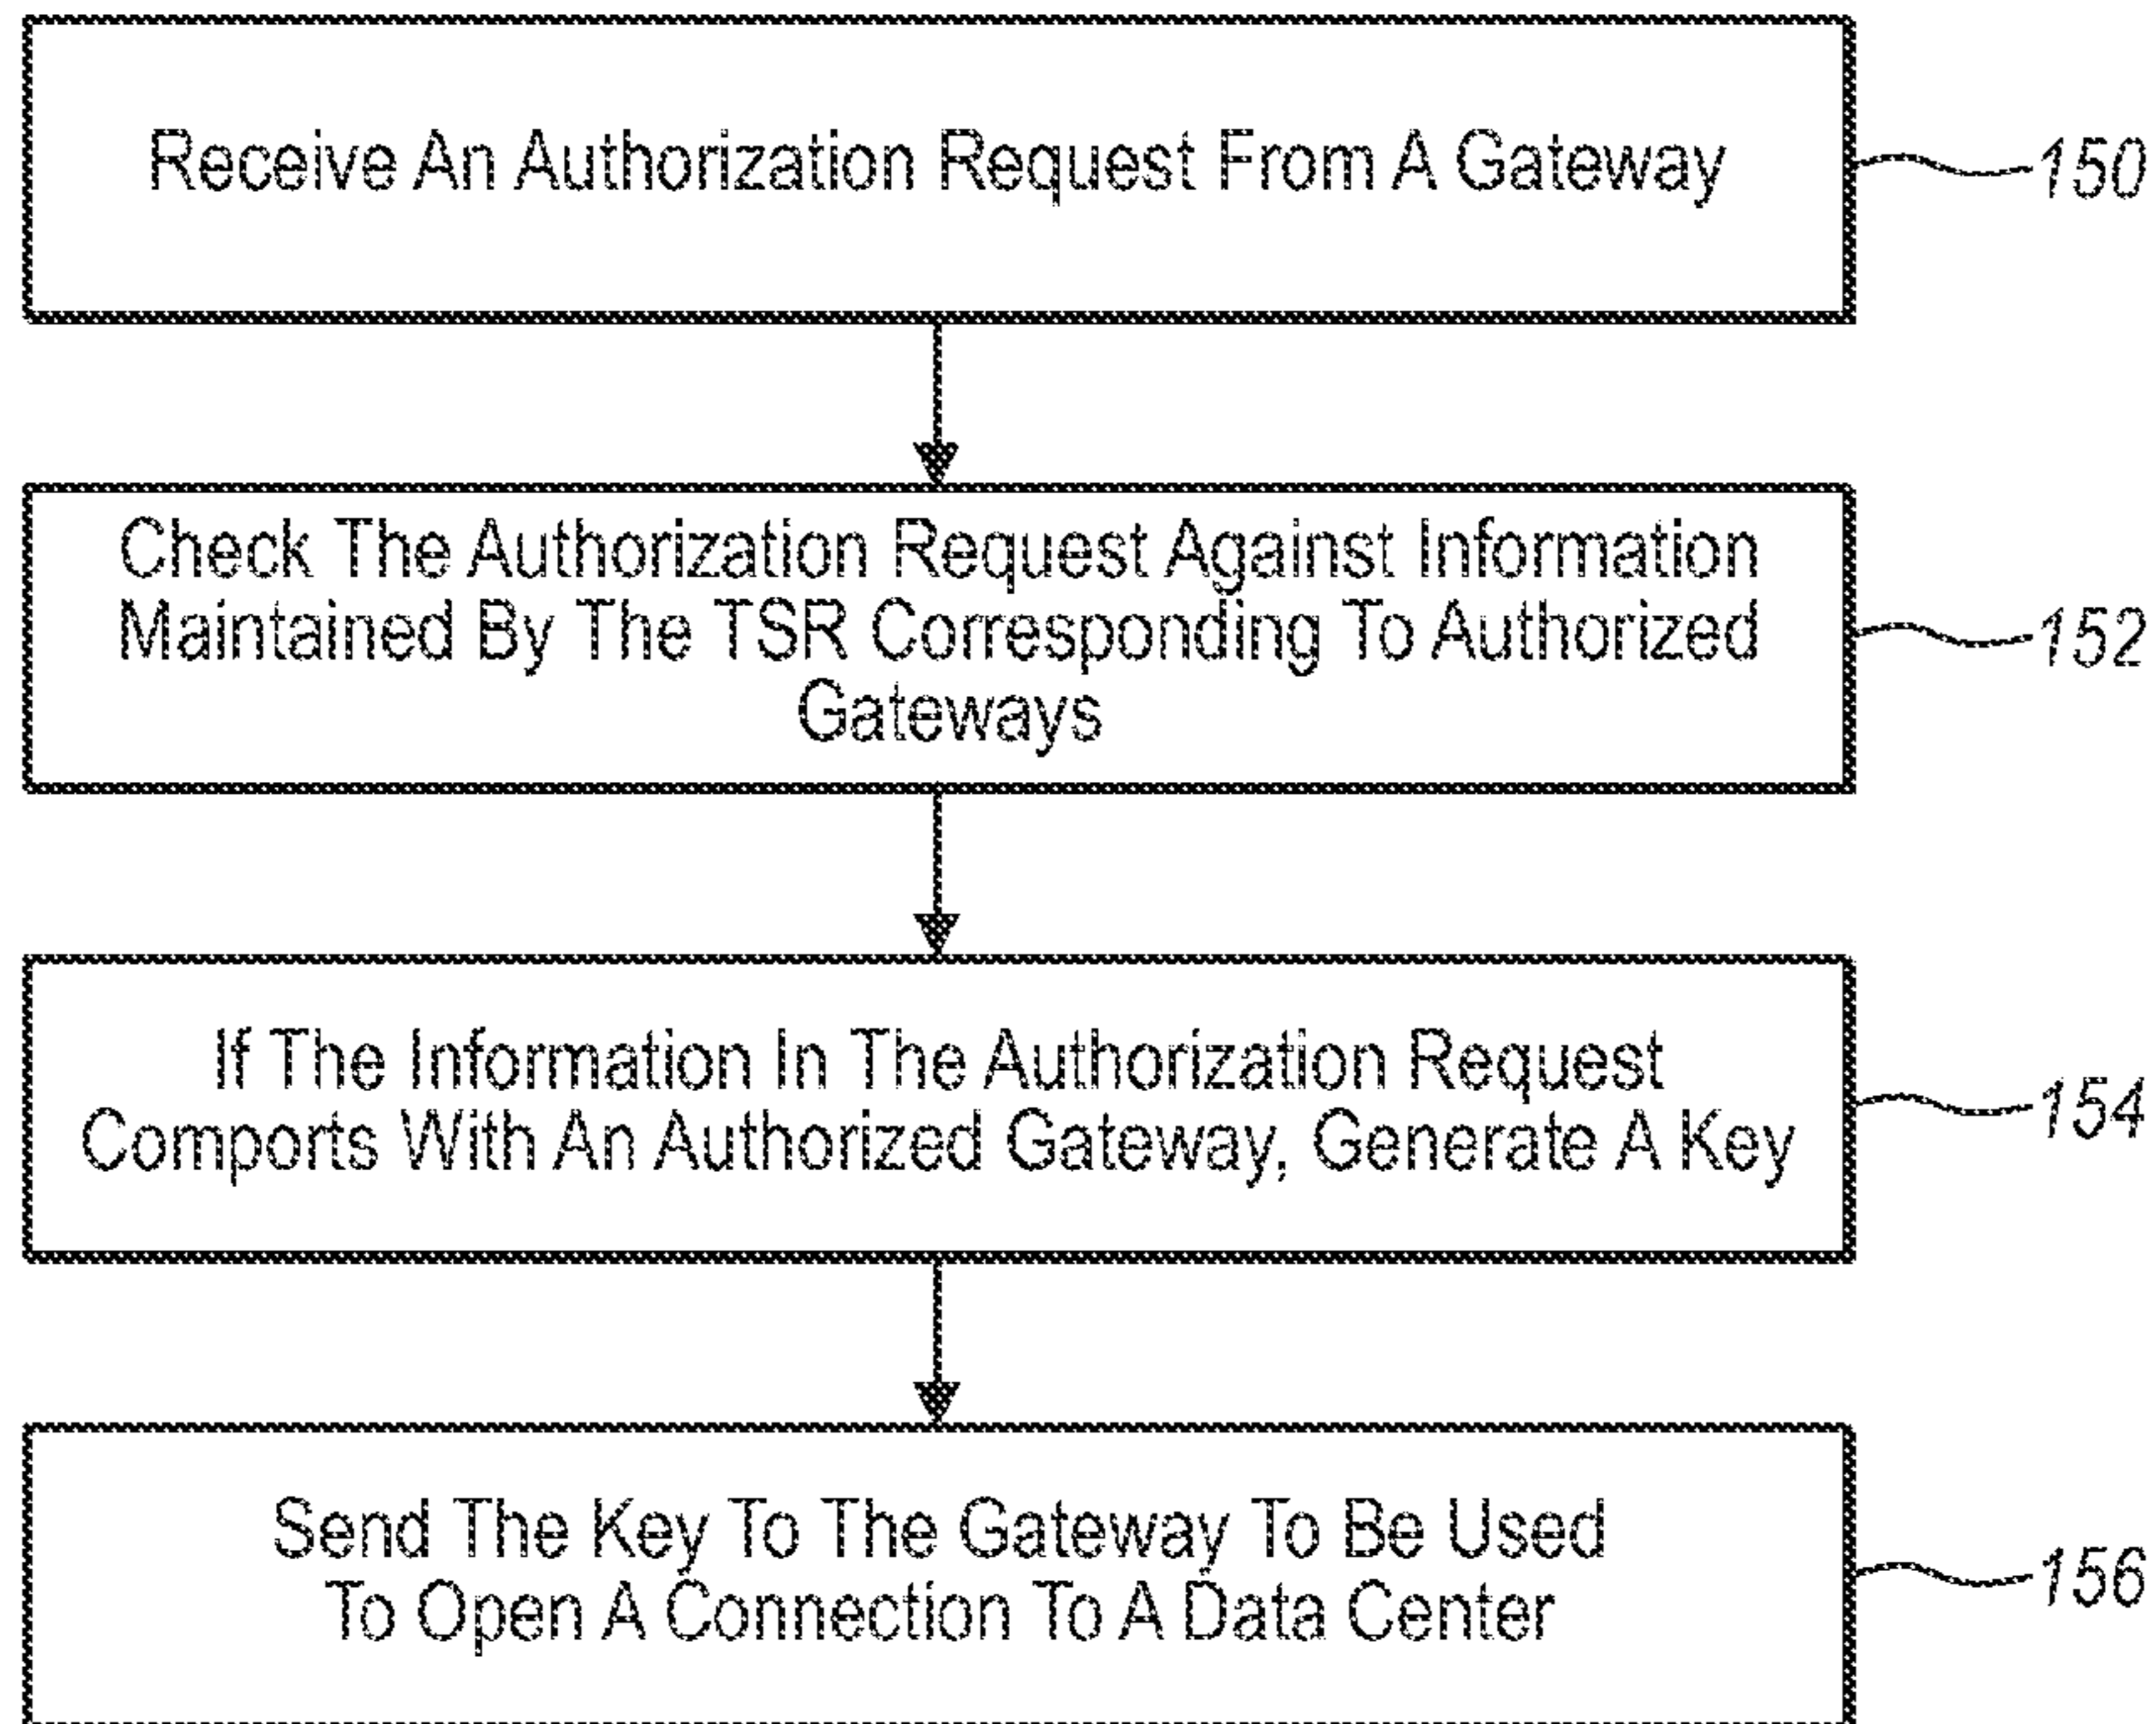 Receive An Authorization Request From A Gateway
150
Check The Authorization Request Against Information
Maintained By The TSR Corresponding To Authorized
Gateways
152
If The Information In The Authorization Request
Comports With An Authorized Gateway, Generate A Key
154
Send The Key To The Gateway To Be Used
To Open A Connection To A Data Center
156